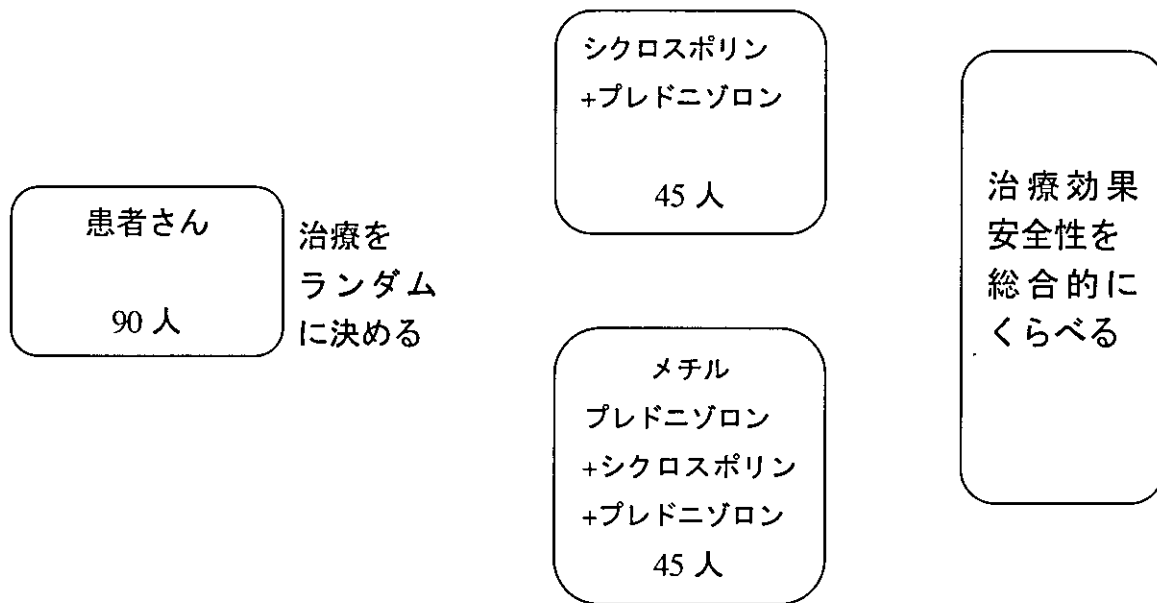 患者さん
90 人
治療を
ランダム
に決める
シクロスポリン
+プレドニゾロン
45 人
メチル
プレドニゾロン
+シクロスポリン
+プレドニゾロン
45 人
治療効果
安全性を
総合的に
くらべる